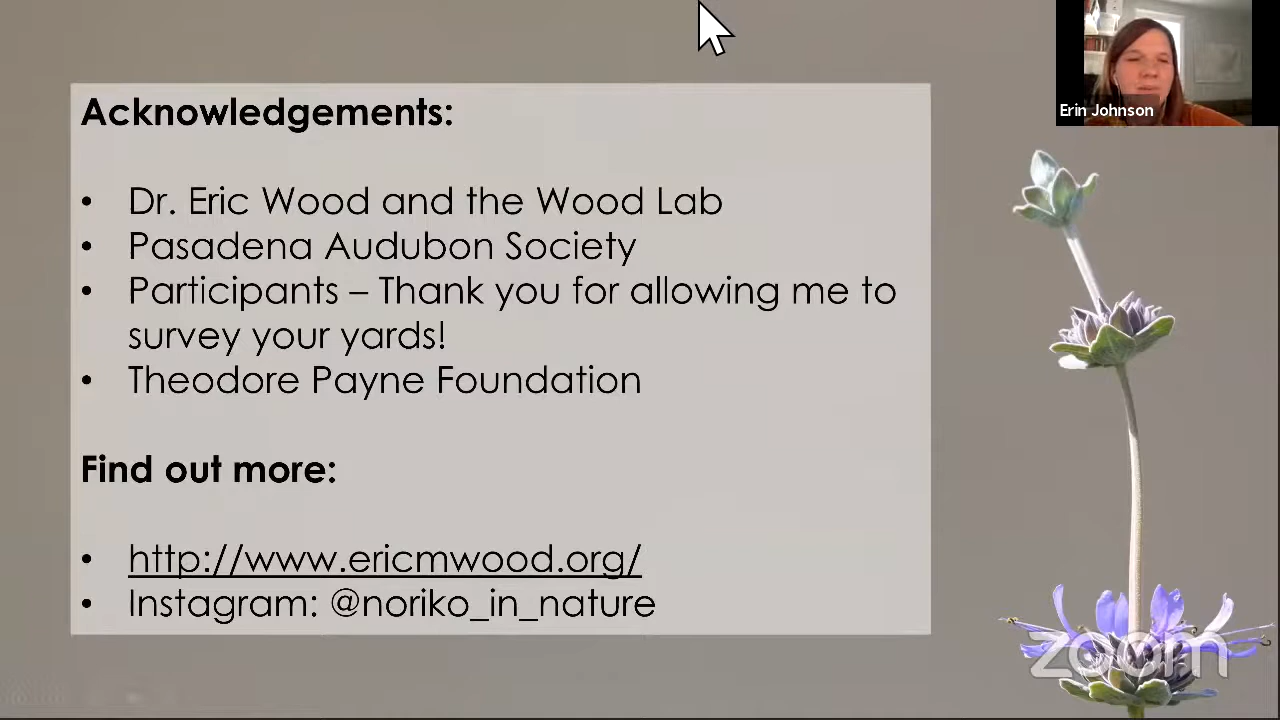 Acknowledgements:
• Dr. Eric Wood and the Wood Lab
• Pasadena Audubon Society
• Participants – Thank you for allowing me to
survey your yards!
• Theodore Payne Foundation
Find out more:
• http://www.ericmwood.org/
• Instagram: @noriko_in_nature
Erin Johnson
zoom